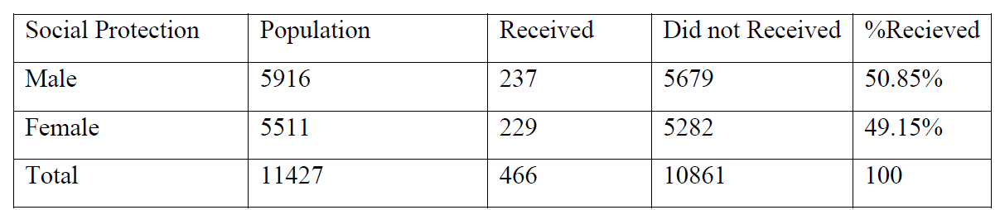 Social Protection Population Received Did not Received %Recieved
Male 5916 237 5679 50.85%
Female 5511 229 5282 49.15%
Total 11427 466 10861 100